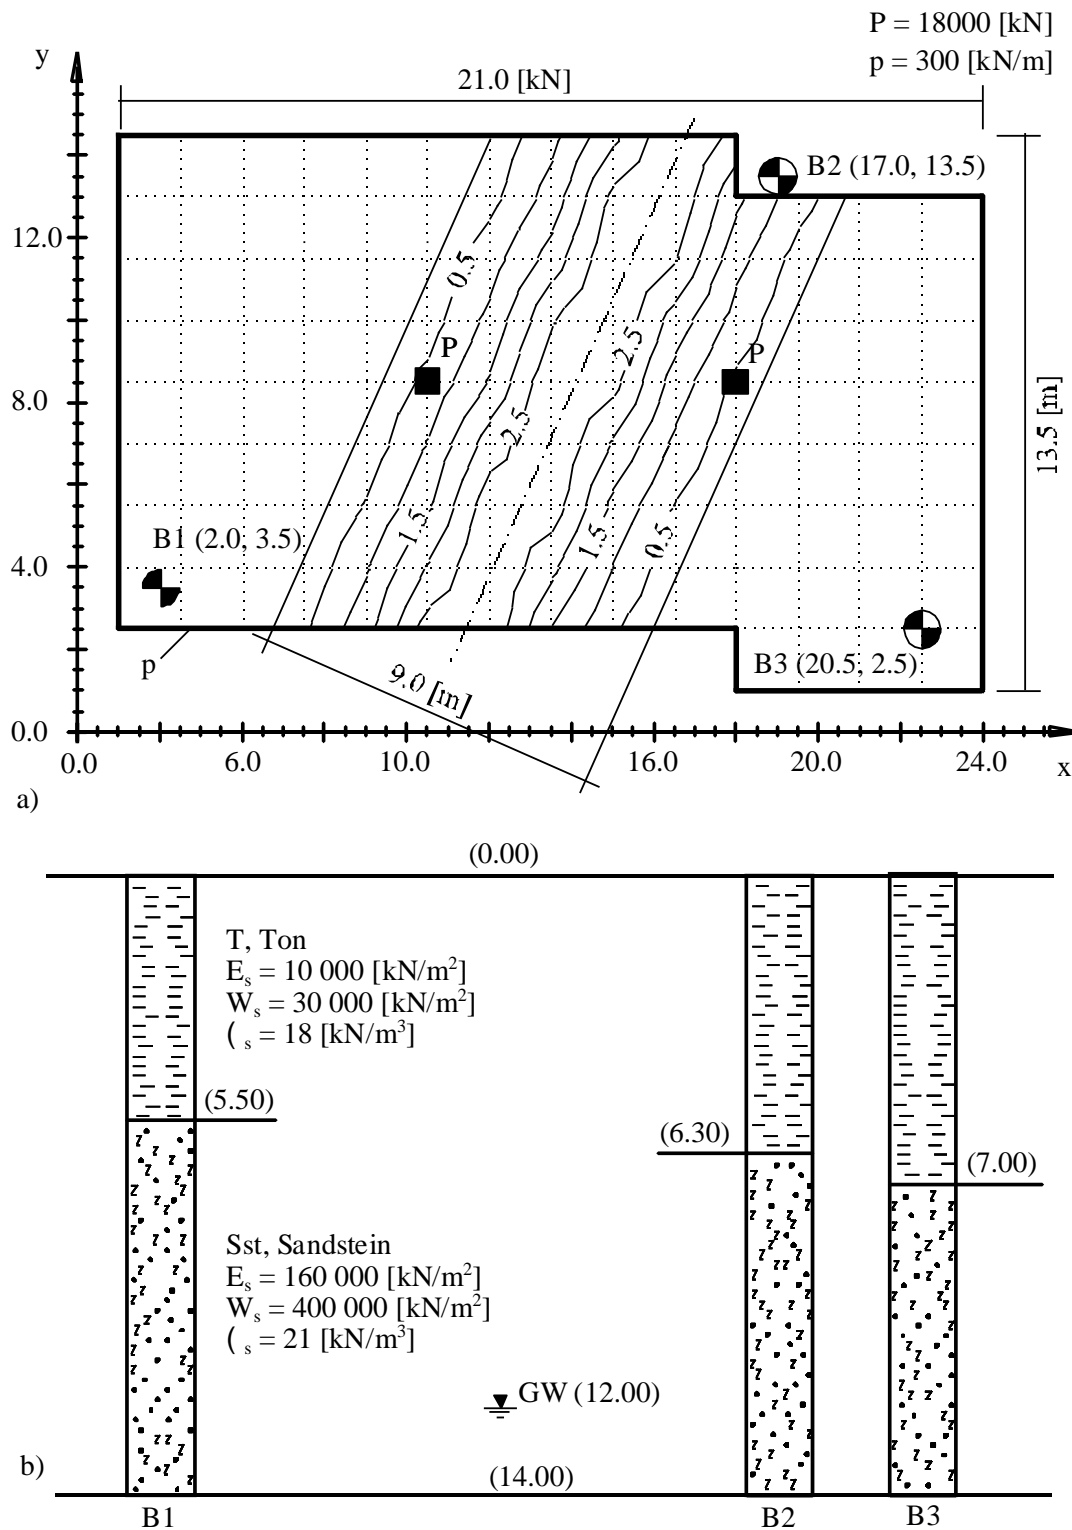 P = 18000 [kN]
p = 300 [kN/m]
y
21.0 [kN]
B2 (17.0, 13.5)
12.0
0.5
P
2.5
P
8.0
2.5
13.5 [m]
B1 (2.0, 3.5)
1.5
1.5
0.5
4.0
p
9.0 [m]
B3 (20.5, 2.5)
0.0
0.0
6.0
10.0
16.0
20.0
24.0
x
a)
(0.00)
T, Ton
Es = 10 000 [kN/m²]
Ws = 30 000 [kN/m²]
( s = 18 [kN/m³]
(5.50)
(6.30)
(7.00)
Sst, Sandstein
Es = 160 000 [kN/m²]
Ws = 400 000 [kN/m²]
( s = 21 [kN/m³]
GW (12.00)
b)
(14.00)
B1
B2
B3